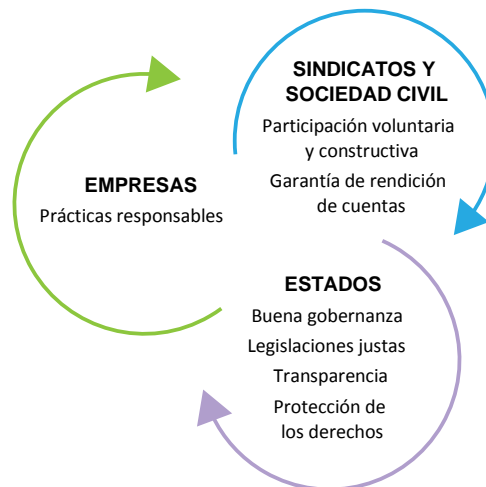 SINDICATOS Y
SOCIEDAD CIVIL
Participación voluntaria
y constructiva
Garantía de rendición
de cuentas
EMPRESAS
Prácticas responsables
ESTADOS
Buena gobernanza
Legislaciones justas
Transparencia
Protección de
los derechos